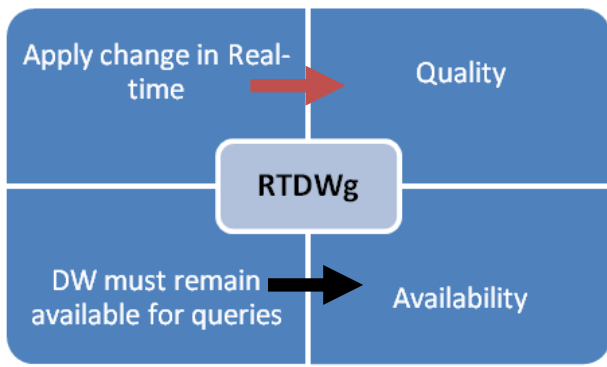 Apply change in Real-
time
Quality
RTDWg
DW must remain
available for queries
Availability